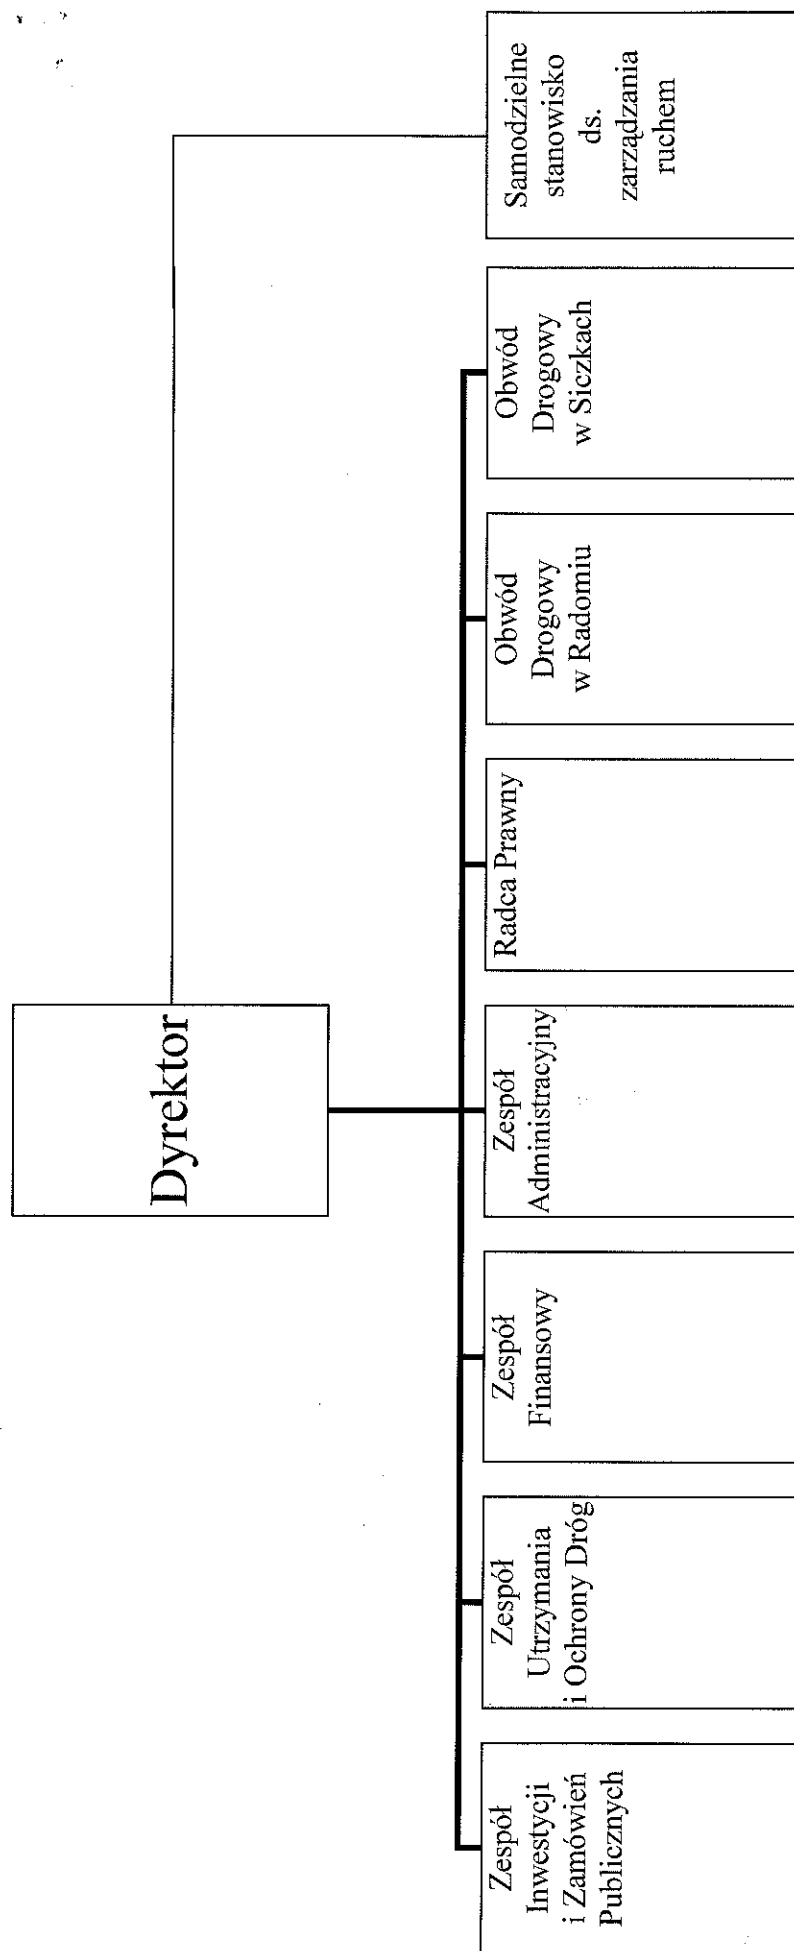 Dyrektor
Zespół
Inwestycji
i Zamówień
Publicznych
Zespół
Utrzymania
i Ochrony Dróg
Zespół
Finansowy
Zespół
Administracyjny
Radca Prawny
Obwód
Drogowy
w Radomiu
Obwód
Drogowy
w Siczkach
Samodzielne
stanowisko
ds.
zarządzania
ruchem